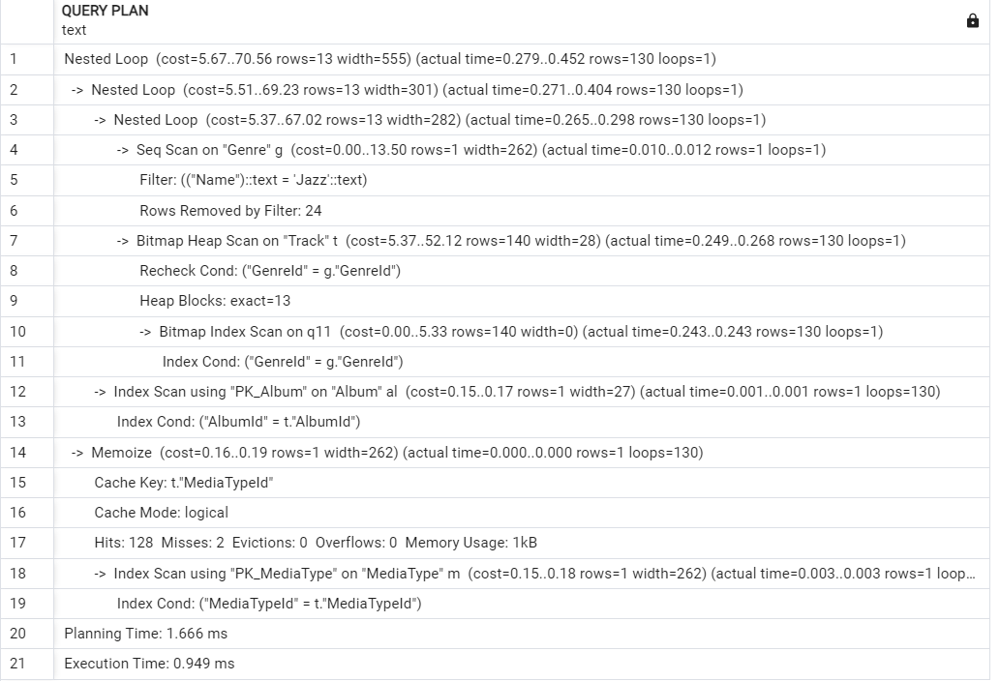 QUERY PLAN
text
1 Nested Loop (cost=5.67..70.56 rows=13 width=555) (actual time=0.279..0.452 rows=130 loops=1)
2 -> Nested Loop (cost=5.51..69.23 rows=13 width=301) (actual time=0.271..0.404 rows=130 loops=1)
3 -> Nested Loop (cost=5.37..67.02 rows=13 width=282) (actual time=0.265..0.298 rows=130 loops=1)
4 -> Seq Scan on "Genre" g (cost=0.00..13.50 rows=1 width=262) (actual time=0.010..0.012 rows=1 loops=1)
5 Filter: (("Name")::text = 'Jazz'::text)
6 Rows Removed by Filter: 24
7 -> Bitmap Heap Scan on "Track" t (cost=5.37..52.12 rows=140 width=28) (actual time=0.249..0.268 rows=130 loops=1)
8 Recheck Cond: ("GenreId" = g."GenreId")
9 Heap Blocks: exact=13
10 -> Bitmap Index Scan on q11 (cost=0.00..5.33 rows=140 width=0) (actual time=0.243..0.243 rows=130 loops=1)
11 Index Cond: ("GenreId" = g."GenreId")
12 -> Index Scan using "PK_Album" on "Album" al (cost=0.15..0.17 rows=1 width=27) (actual time=0.001..0.001 rows=1 loops=130)
13 Index Cond: ("AlbumId" = t."AlbumId")
14 -> Memoize (cost=0.16..0.19 rows=1 width=262) (actual time=0.000..0.000 rows=1 loops=130)
15 Cache Key: t."MediaTypeId"
16 Cache Mode: logical
17 Hits: 128 Misses: 2 Evictions: 0 Overflows: 0 Memory Usage: 1kB
18 -> Index Scan using "PK_MediaType" on "MediaType" m (cost=0.15..0.18 rows=1 width=262) (actual time=0.003..0.003 rows=1 loop...
19 Index Cond: ("MediaTypeId" = t."MediaTypeId")
20 Planning Time: 1.666 ms
21 Execution Time: 0.949 ms